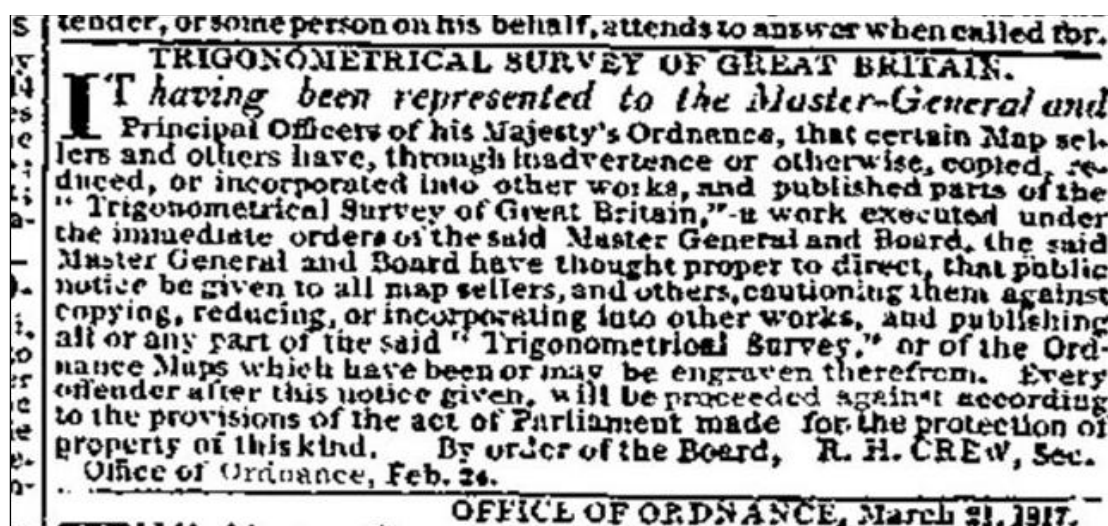 tender, or some person on his behalf, attends to answer when called for.
TRIGONOMETRICAL SURVEY OF GREAT BRITAIN.
IT having been represented to the Master-General and
Principal Officers of his Majesty's Ordnance, that certain Map sel-
lers and others have, through inadvertence or otherwise, copied, re-
duced, or incorporated into other works, and published parts of the
" Trigonometrical Survey of Great Britain," a work executed under
the immediate orders of the said Master General and Board, the said
Master General and Board have thought proper to direct, that public
notice be given to all map sellers, and others, cautioning them against
copying, reducing, or incorporating into other works, and publishing
all or any part of the said " Trigonometrical Survey," or of the Ord-
nance Maps which have been or may be engraven therefrom. Every
offender after this notice given, will be proceeded against according
to the provisions of the act of Parliament made for the protection of
property of this kind. By order of the Board, R. H. CREW, Sec.
Office of Ordnance, Feb. 24.
OFFICE OF ORDNANCE, March 21, 1817.